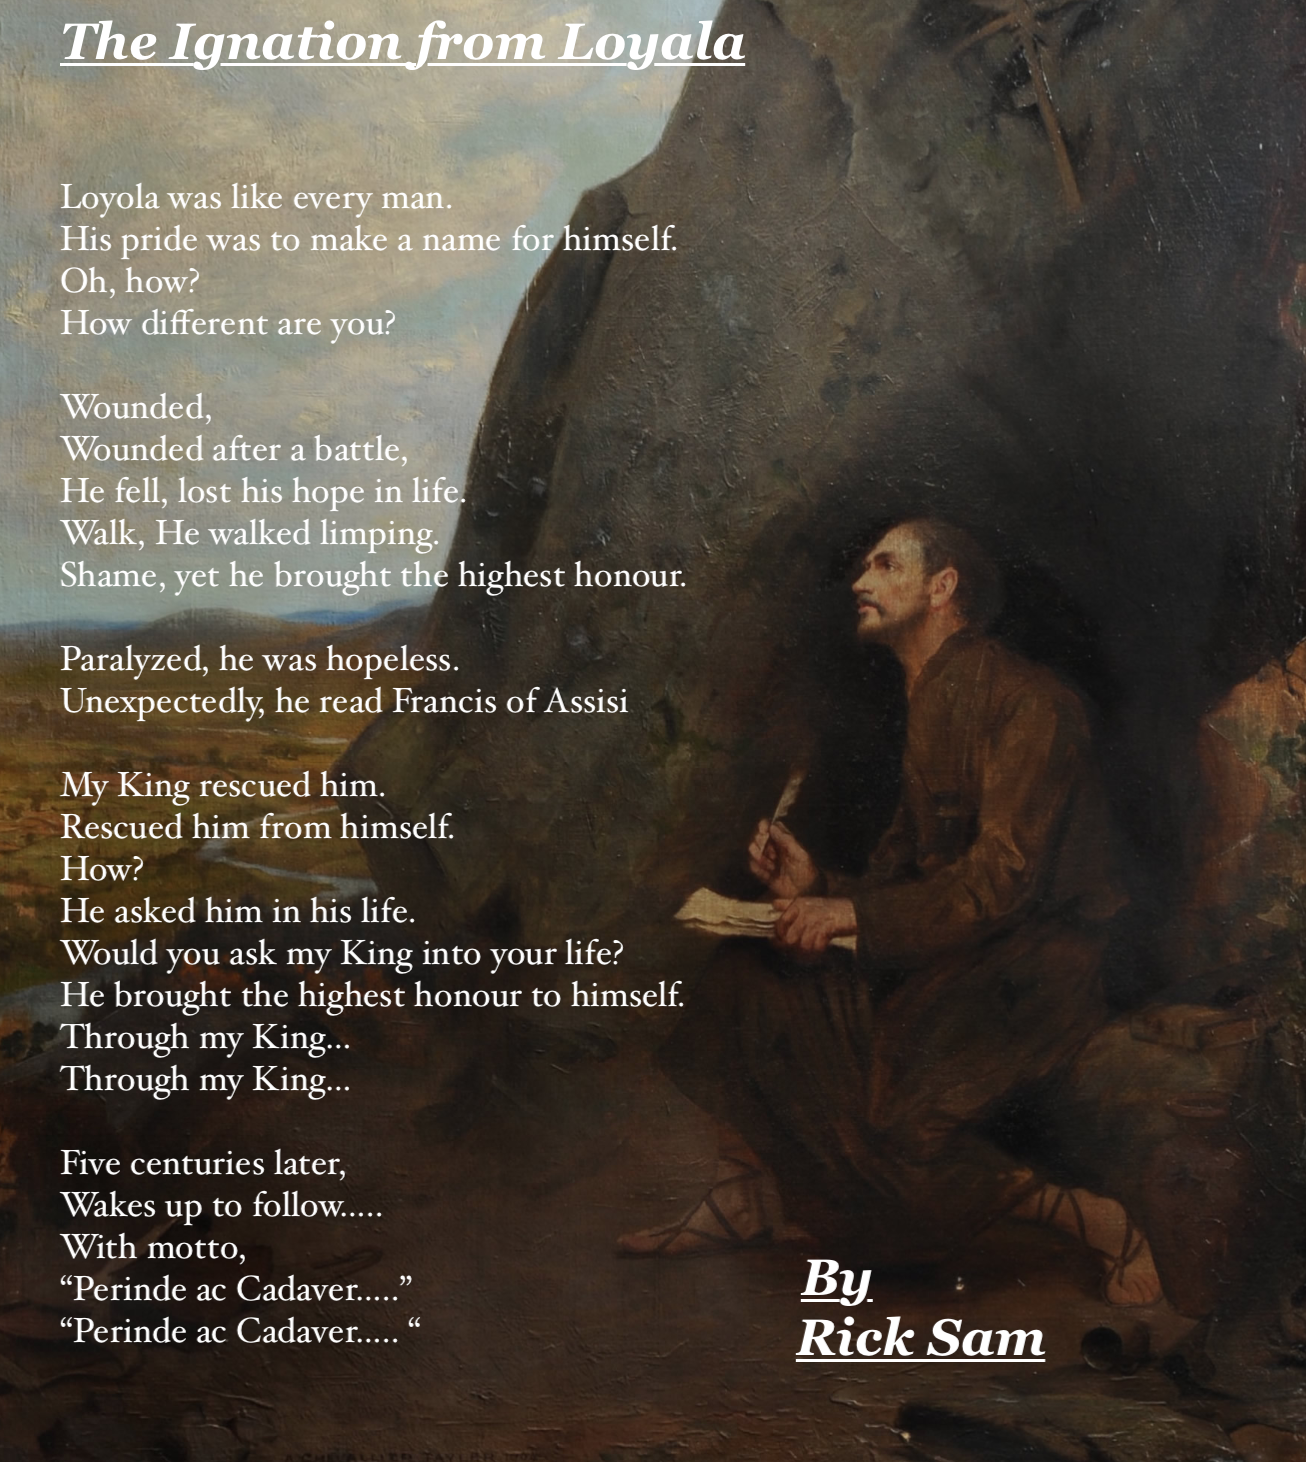 The Ignation from Loyala
Loyola was like every man.
His pride was to make a name for himself.
Oh, how?
How different are you?
Wounded,
Wounded after a battle,
He fell, lost his hope in life.
Walk, He walked limping.
Shame, yet he brought the highest honour.
Paralyzed, he was hopeless.
Unexpectedly, he read Francis of Assisi
My King rescued him.
Rescued him from himself.
How?
He asked him in his life.
Would you ask my King into your life?
He brought the highest honour to himself.
Through my King...
Through my King...
Five centuries later,
Wakes up to follow.....
With motto,
“Perinde ac Cadaver.....”
“Perinde ac Cadaver..... “
By
Rick Sam